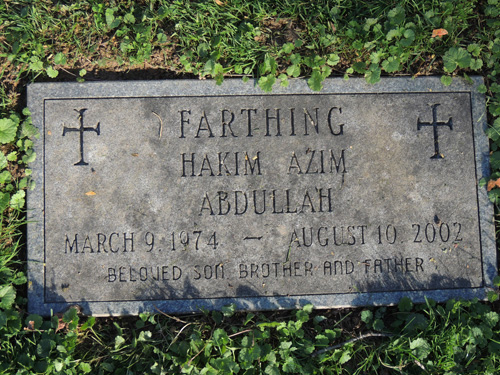 FARTHING
HAKIM AZIM
ABDULLAH
MARCH 9, 1974 — AUGUST 10, 2002
BELOVED SON, BROTHER AND FATHER